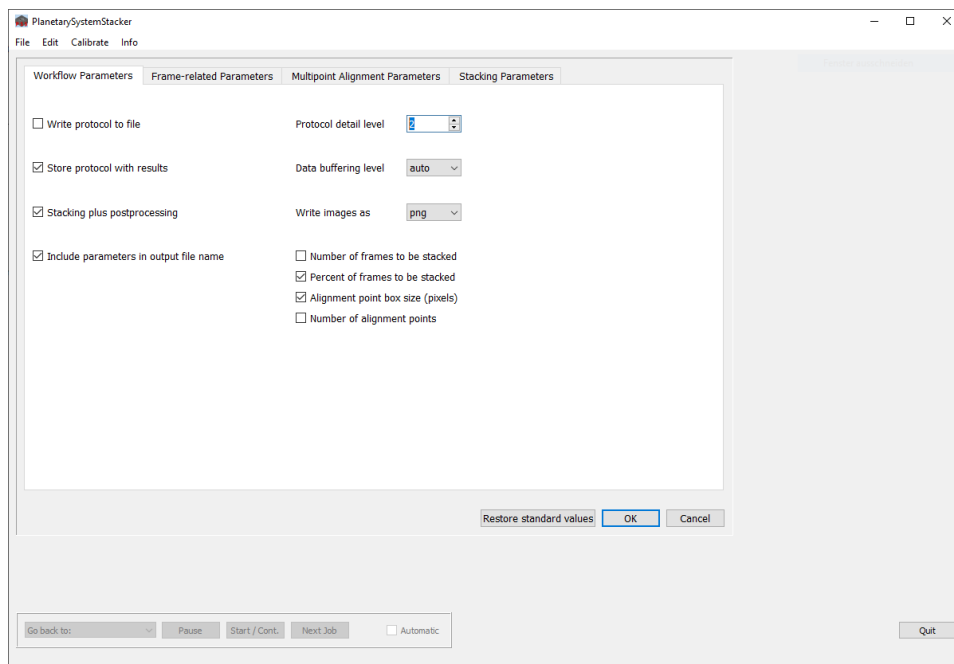 PlanetarySystemStacker
File Edit Calibrate Info
Workflow Parameters Frame-related Parameters Multipoint Alignment Parameters Stacking Parameters
Write protocol to file Protocol detail level 2
Store protocol with results Data buffering level auto
Stacking plus postprocessing Write images as png
Include parameters in output file name Number of frames to be stacked
Percent of frames to be stacked
Alignment point box size (pixels)
Number of alignment points
Restore standard values OK Cancel
Go back to: Pause Start / Cont. Next Job Automatic Quit